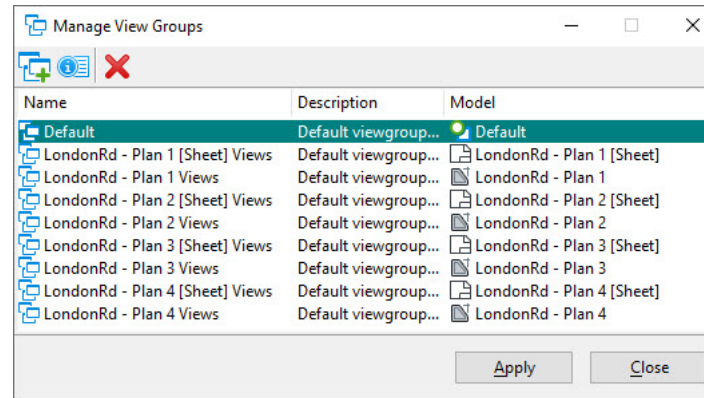 Manage View Groups
Name Description Model
Default Default viewgroup... Default
LondonRd - Plan 1 [Sheet] Views Default viewgroup... LondonRd - Plan 1 [Sheet]
LondonRd - Plan 1 Views Default viewgroup... LondonRd - Plan 1
LondonRd - Plan 2 [Sheet] Views Default viewgroup... LondonRd - Plan 2 [Sheet]
LondonRd - Plan 2 Views Default viewgroup... LondonRd - Plan 2
LondonRd - Plan 3 [Sheet] Views Default viewgroup... LondonRd - Plan 3 [Sheet]
LondonRd - Plan 3 Views Default viewgroup... LondonRd - Plan 3
LondonRd - Plan 4 [Sheet] Views Default viewgroup... LondonRd - Plan 4 [Sheet]
LondonRd - Plan 4 Views Default viewgroup... LondonRd - Plan 4
Apply Close